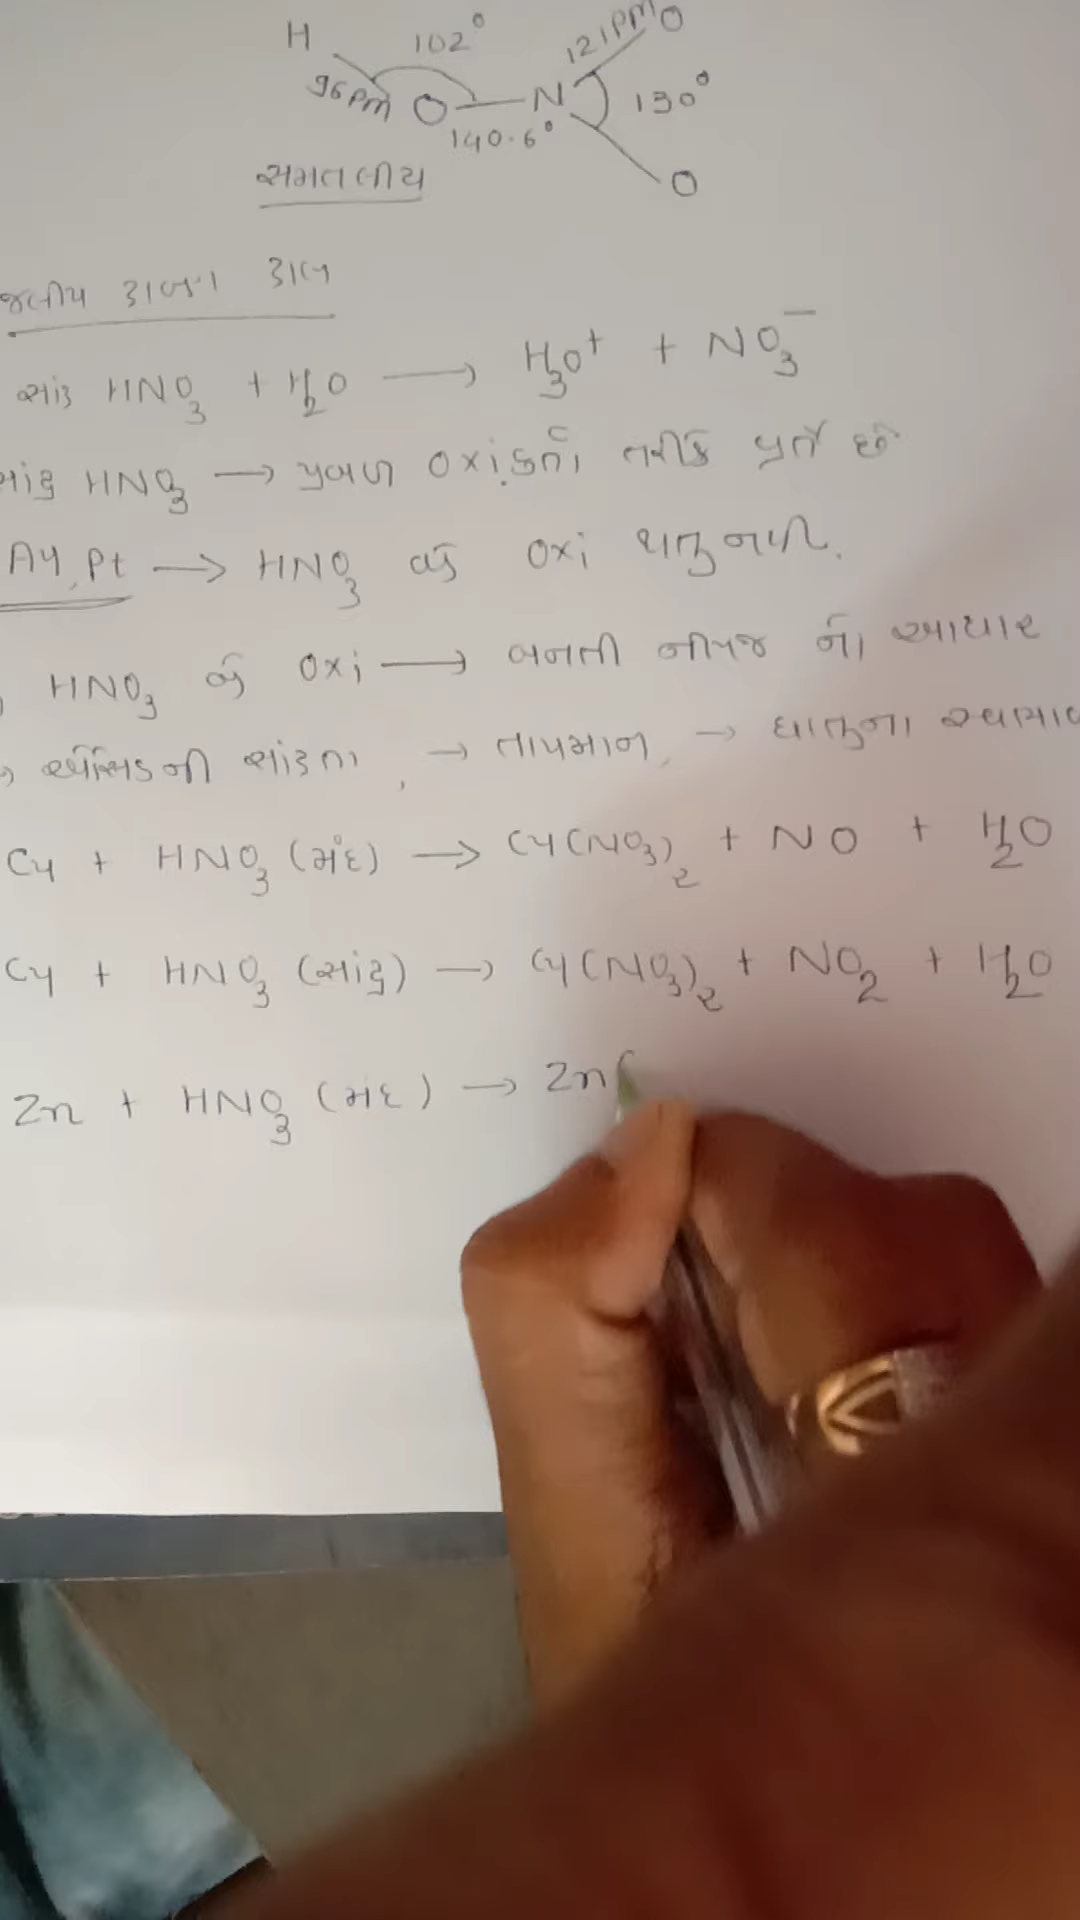 H 102° 121PM O
96PM O — N 130°
140.6°
O
સમતલીય
જલીય દ્રાવણ
સાંદ્ર HNO₃ + H₂O → H₃O⁺ + NO₃⁻
સાંદ્ર HNO₃ → પ્રબળ Oxi.કર્તા તરીકે વર્તે છે
Au, Pt → HNO₃ વડે Oxi થતુ નથી.
HNO₃ વડે Oxi → બનતી નીપજ નો આધાર
એસિડની સાંદ્રતા, → તાપમાન, → ધાતુના સ્વભાવ
Cu + HNO₃ (મંદ) → Cu(NO₃)₂ + NO + H₂O
Cu + HNO₃ (સાંદ્ર) → Cu(NO₃)₂ + NO₂ + H₂O
Zn + HNO₃ (મંદ) → Zn(